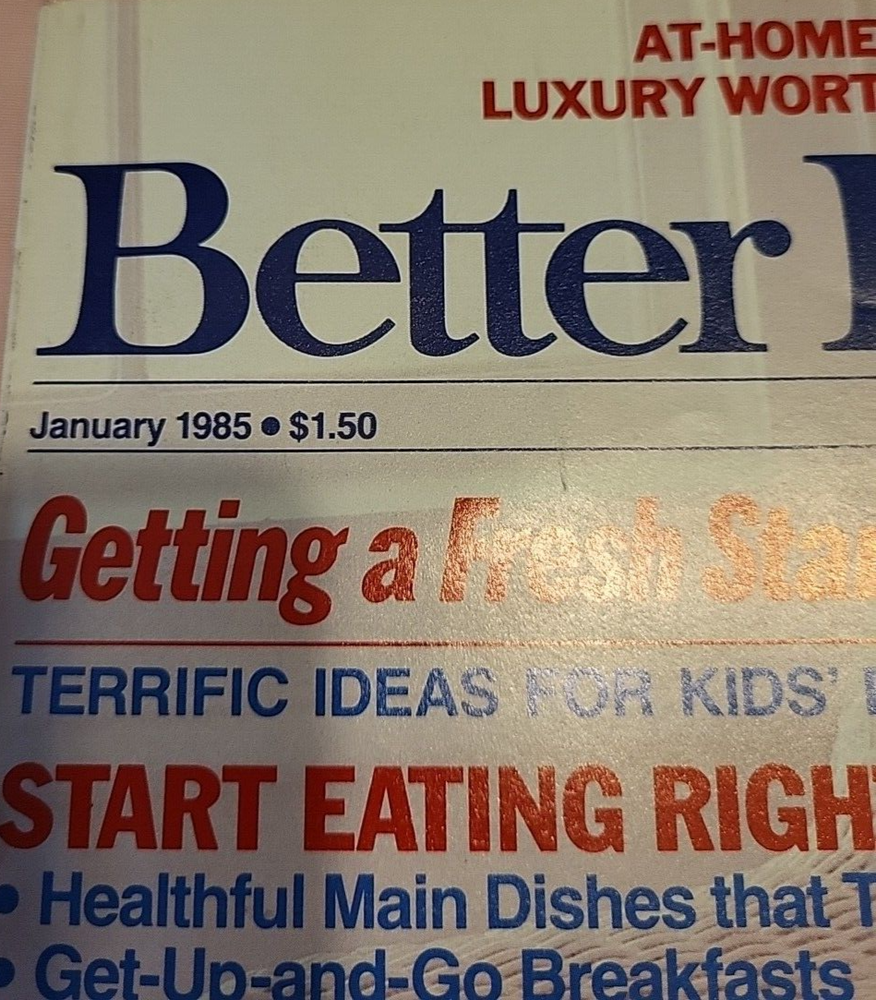 AT-HOME
LUXURY WORT
Better
January 1985 • $1.50
Getting a Fresh Star
TERRIFIC IDEAS FOR KIDS'
START EATING RIGH
• Healthful Main Dishes that T
• Get-Up-and-Go Breakfasts